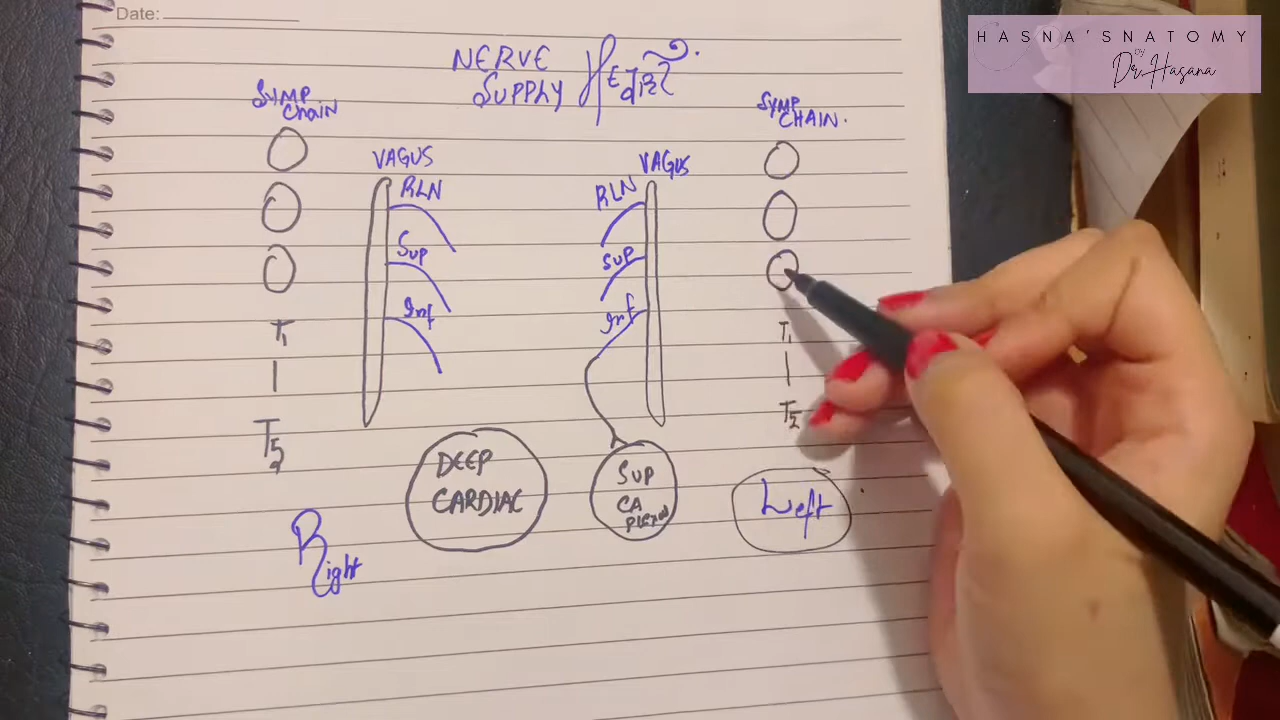 Date:
HASNA'SNATOMY
BY
Dr.Hasana
NERVE
SUPPLY
SYMP
Chain
SYMP
CHAIN.
VAGUS
VAGUS
RLN
RLN
Sup
Sup
Inf
Inf
T1
T1
T5
T5
DEEP
CARDIAC
Sup
CA
Plexus
Left
Right